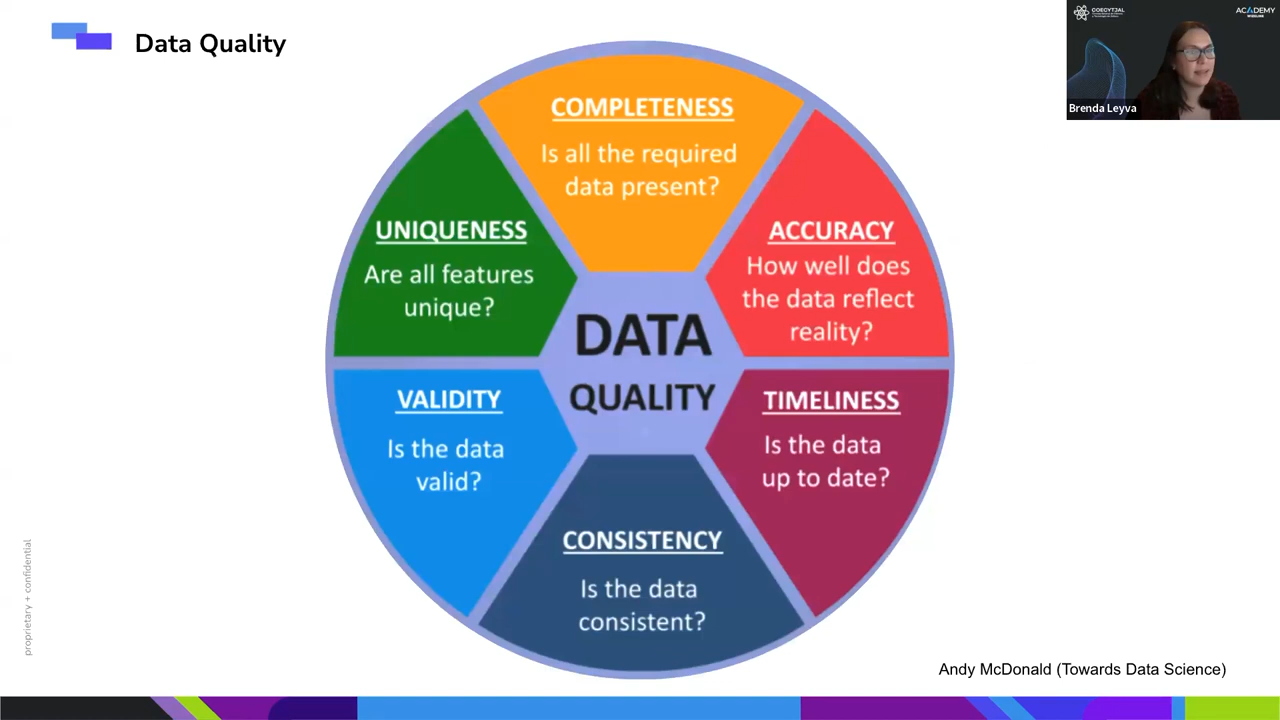 Data Quality
COMPLETENESS
Is all the required
data present?
UNIQUENESS
Are all features
unique?
ACCURACY
How well does
the data reflect
reality?
DATA
QUALITY
VALIDITY
Is the data
valid?
TIMELINESS
Is the data
up to date?
CONSISTENCY
Is the data
consistent?
Andy McDonald (Towards Data Science)
proprietary + confidential
COECYTJAL
ACADEMY
WIZELINE
Brenda Leyva